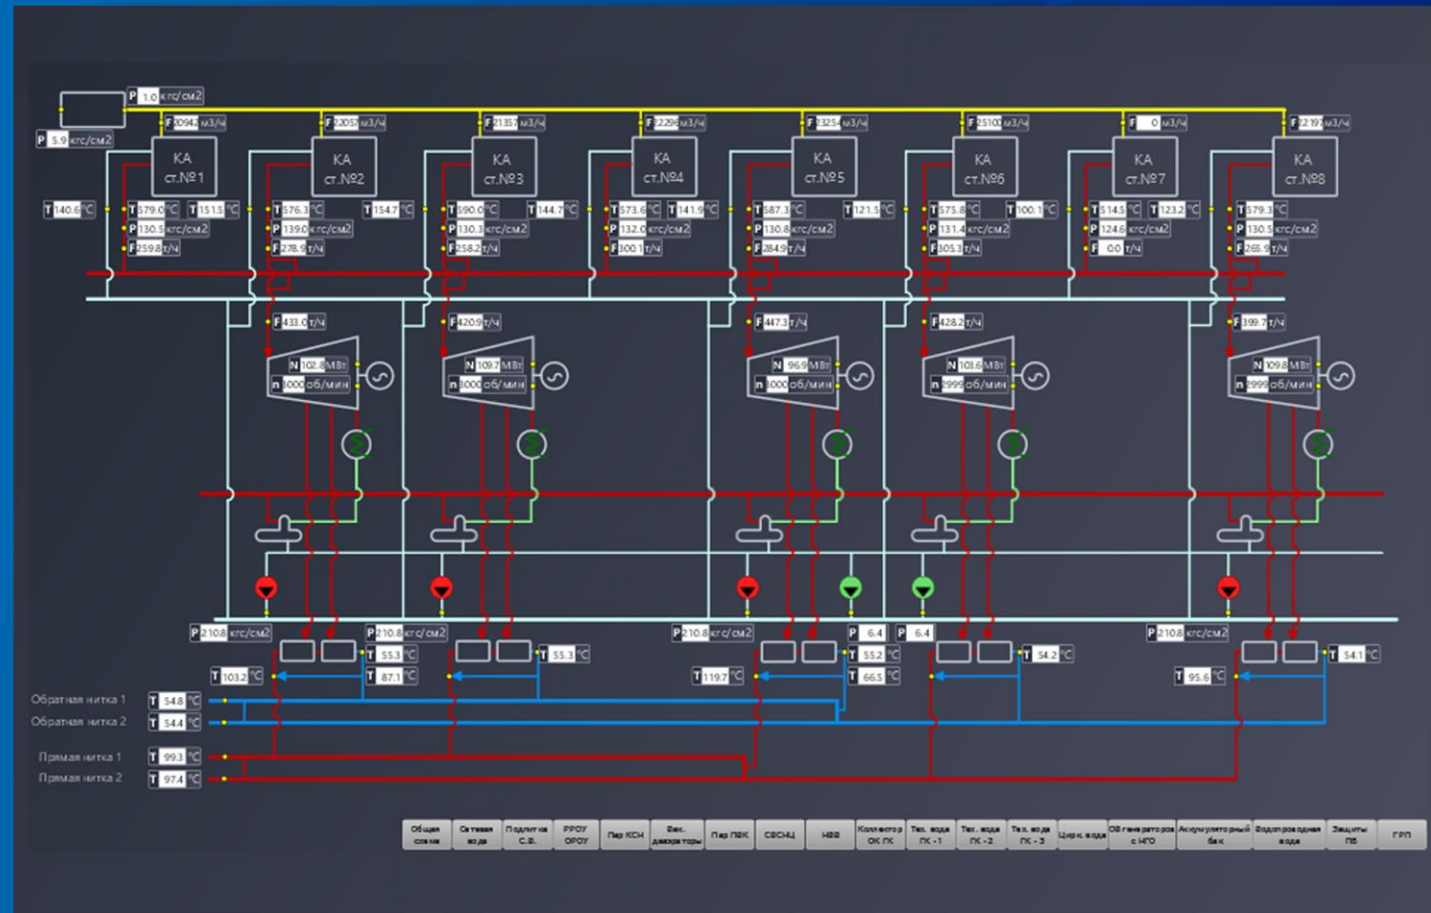 P 1.0 кгс/см2
P 5.9 кгс/см2
F 20942 м3/ч
F 22057 м3/ч
F 21357 м3/ч
F 22296 м3/ч
F 23254 м3/ч
F 25100 м3/ч
F 0 м3/ч
F 22197 м3/ч
КА
ст.№1
КА
ст.№2
КА
ст.№3
КА
ст.№4
КА
ст.№5
КА
ст.№6
КА
ст.№7
КА
ст.№8
T 140.6 °C
T 579.0 °C
T 151.5 °C
T 576.3 °C
T 154.7 °C
T 590.0 °C
T 144.7 °C
T 573.6 °C
T 141.9 °C
T 587.3 °C
T 121.5 °C
T 575.8 °C
T 100.1 °C
T 514.5 °C
T 123.2 °C
T 579.3 °C
P 130.5 кгс/см2
P 139.0 кгс/см2
P 130.3 кгс/см2
P 132.0 кгс/см2
P 130.8 кгс/см2
P 131.4 кгс/см2
P 124.6 кгс/см2
P 130.5 кгс/см2
F 259.8 т/ч
F 278.9 т/ч
F 258.2 т/ч
F 300.1 т/ч
F 284.9 т/ч
F 305.3 т/ч
F 0.0 т/ч
F 265.9 т/ч
F 433.0 т/ч
F 420.9 т/ч
F 447.3 т/ч
F 428.2 т/ч
F 399.7 т/ч
N 102.8 МВт
N 109.7 МВт
N 96.9 МВт
N 103.6 МВт
N 109.8 МВт
n 3000 об/мин
n 3000 об/мин
n 3000 об/мин
n 2999 об/мин
n 2999 об/мин
P 210.8 кгс/см2
P 210.8 кгс/см2
P 210.8 кгс/см2
P 6.4
P 6.4
P 210.8 кгс/см2
T 55.3 °C
T 55.3 °C
T 55.2 °C
T 54.2 °C
T 54.1 °C
T 103.2 °C
T 87.1 °C
T 119.7 °C
T 66.5 °C
T 95.6 °C
Обратная нитка 1 T 54.8 °C
Обратная нитка 2 T 54.4 °C
Прямая нитка 1 T 99.3 °C
Прямая нитка 2 T 97.4 °C
Общая
схема
Сетевая
вода
Подпитка
С.В.
РРОУ
ОРОУ
Пар КСН
Вак.
деаэраторы
Пар ПВК
СВСНЦ
НВВ
Коллектор
ОК ГК
Тех. вода
ГК - 1
Тех. вода
ГК - 2
Тех. вода
ГК - 3
Цирк. вода
ОВ генераторов
с НГО
Аккумуляторный
бак
Водопроводная
вода
Защиты
ПБ
ГРП